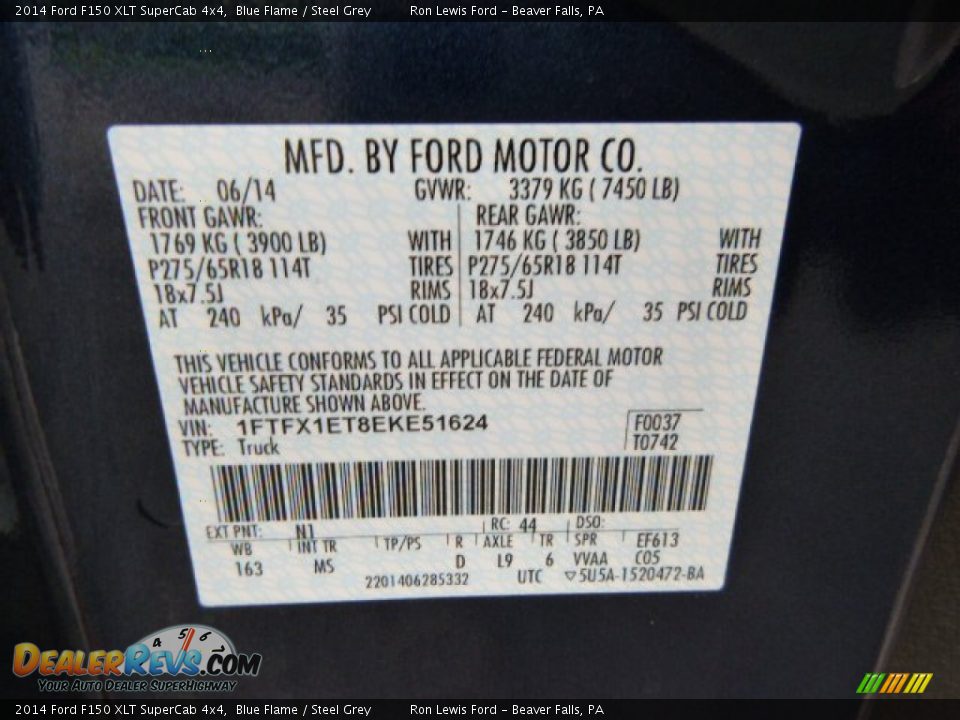 2014 Ford F150 XLT SuperCab 4x4, Blue Flame / Steel Grey Ron Lewis Ford - Beaver Falls, PA
MFD. BY FORD MOTOR CO.
DATE: 06/14 GVWR: 3379 KG ( 7450 LB)
FRONT GAWR: REAR GAWR:
1769 KG ( 3900 LB) WITH 1746 KG ( 3850 LB) WITH
P275/65R18 114T TIRES P275/65R18 114T TIRES
18x7.5J RIMS 18x7.5J RIMS
AT 240 kPa/ 35 PSI COLD AT 240 kPa/ 35 PSI COLD
THIS VEHICLE CONFORMS TO ALL APPLICABLE FEDERAL MOTOR
VEHICLE SAFETY STANDARDS IN EFFECT ON THE DATE OF
MANUFACTURE SHOWN ABOVE.
VIN: 1FTFX1ET8EKE51624 F0037
TYPE: Truck T0742
EXT PNT: N1 RC: 44 DSO:
WB INT TR TP/PS R AXLE TR SPR EF613
163 MS D L9 6 VVAA C05
2201406285332 UTC ▽5U5A-1520472-BA
4 5 6
DEALERREVS.COM
Your Auto Dealer SuperHighway
2014 Ford F150 XLT SuperCab 4x4, Blue Flame / Steel Grey Ron Lewis Ford - Beaver Falls, PA